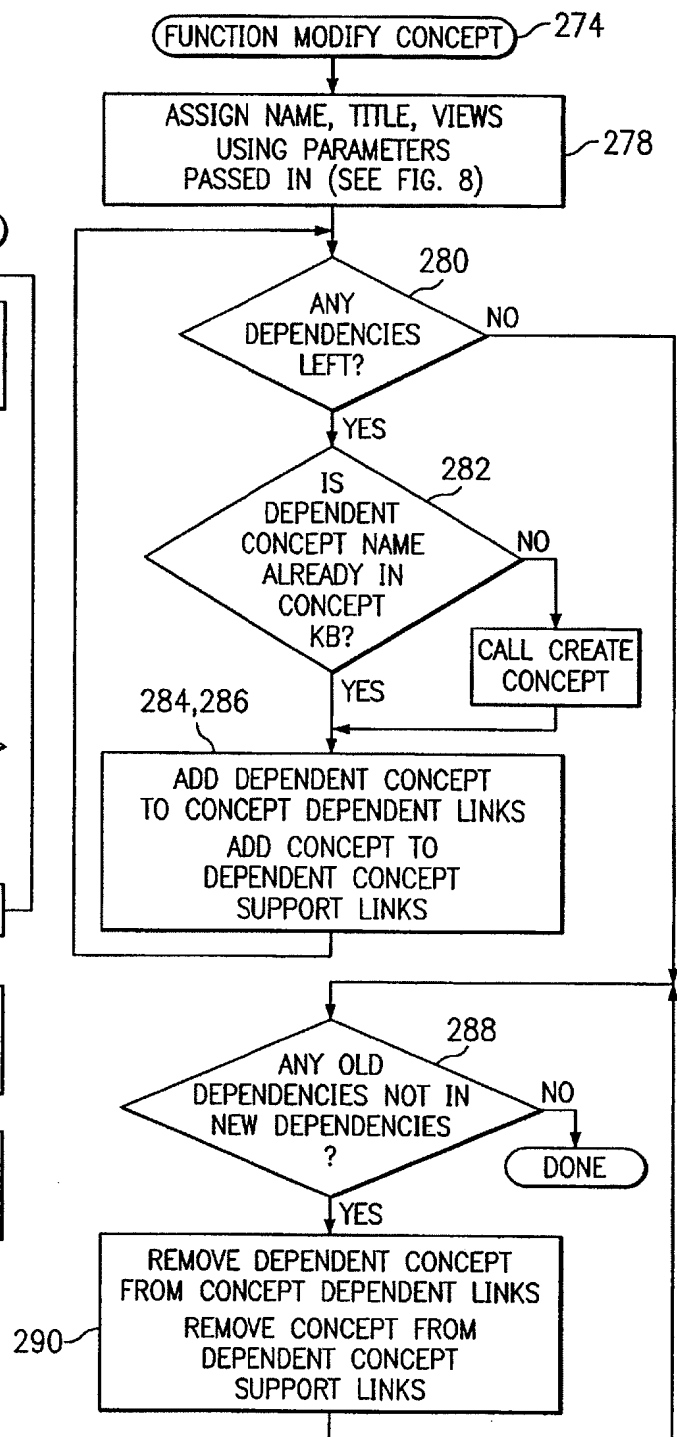 FUNCTION MODIFY CONCEPT
274
ASSIGN NAME, TITLE, VIEWS
USING PARAMETERS
PASSED IN (SEE FIG. 8)
278
280
ANY
DEPENDENCIES
LEFT?
NO
YES
282
IS
DEPENDENT
CONCEPT NAME
ALREADY IN
CONCEPT
KB?
NO
CALL CREATE
CONCEPT
YES
284,286
ADD DEPENDENT CONCEPT
TO CONCEPT DEPENDENT LINKS
ADD CONCEPT TO
DEPENDENT CONCEPT
SUPPORT LINKS
288
ANY OLD
DEPENDENCIES NOT IN
NEW DEPENDENCIES
?
NO
DONE
YES
REMOVE DEPENDENT CONCEPT
FROM CONCEPT DEPENDENT LINKS
REMOVE CONCEPT FROM
DEPENDENT CONCEPT
SUPPORT LINKS
290